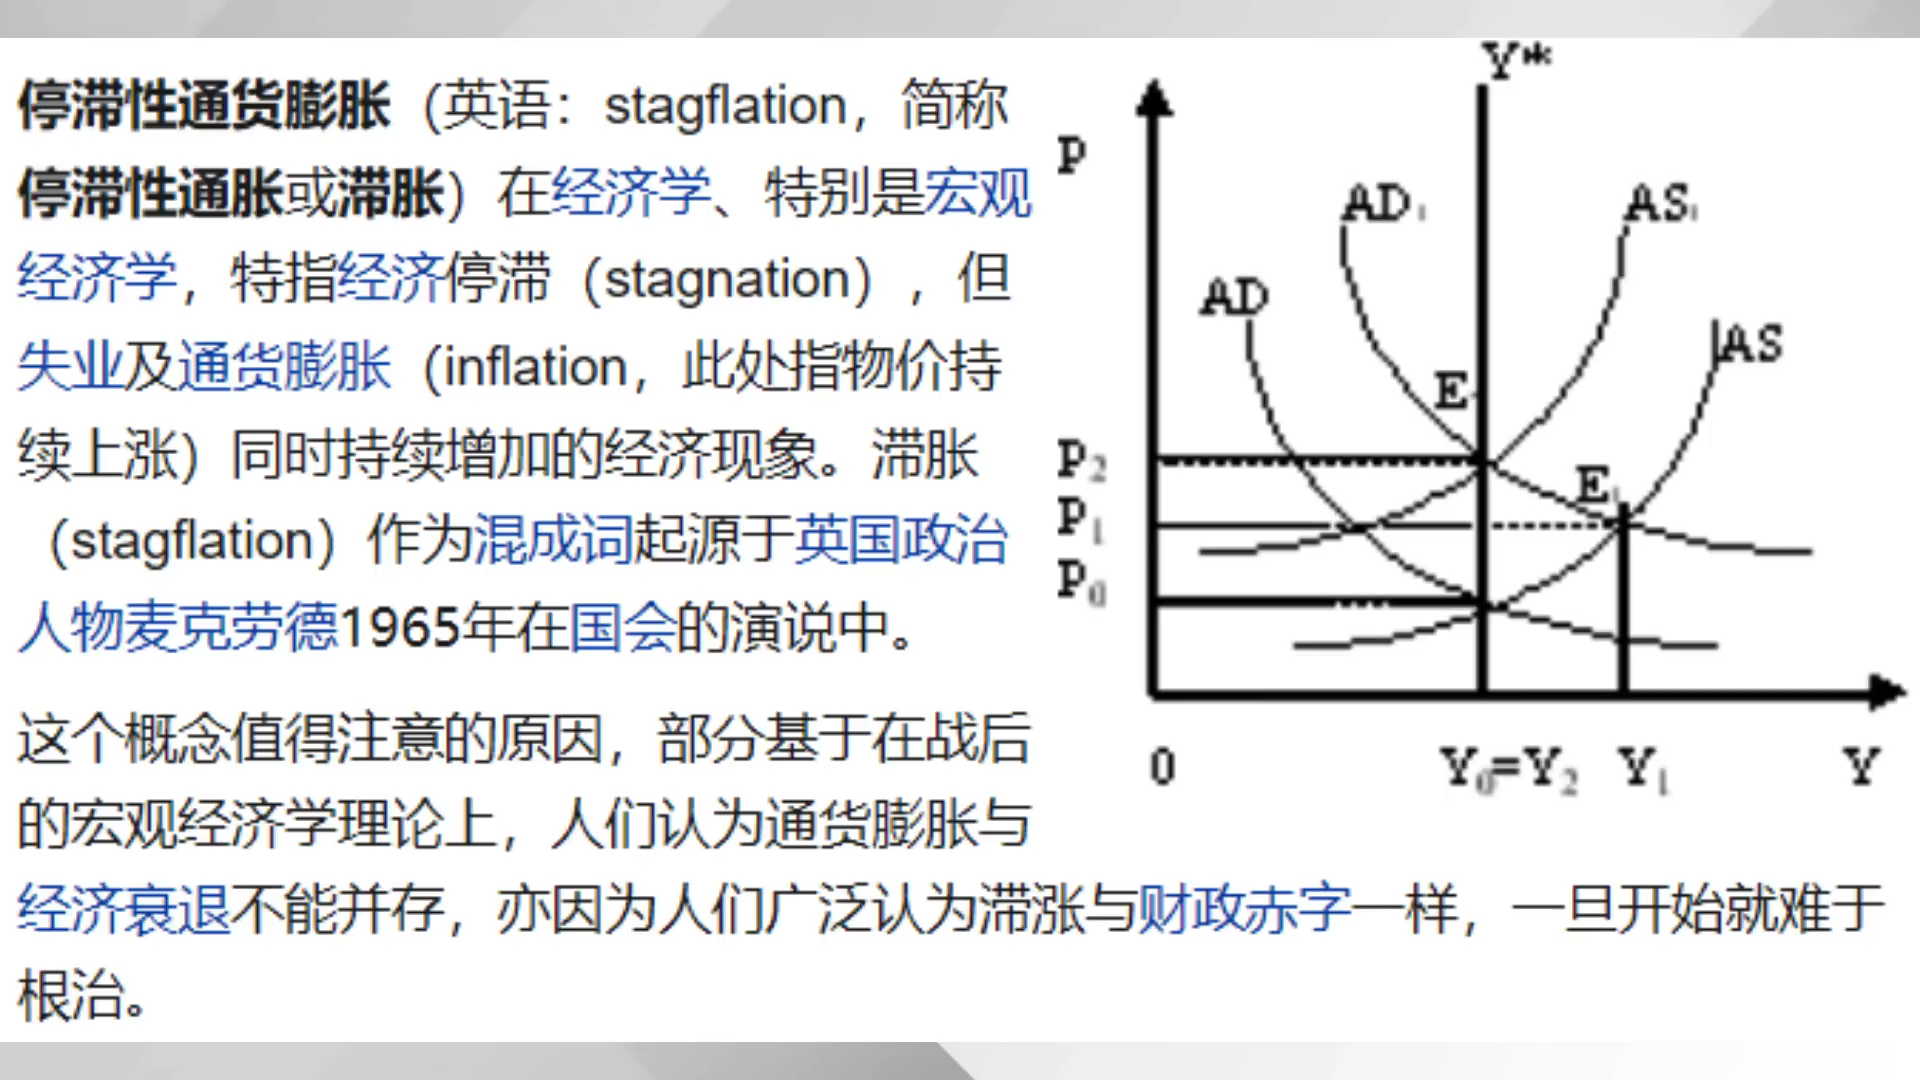 停滞性通货膨胀（英语：stagflation，简称
停滞性通胀或滞胀）在经济学、特别是宏观
经济学，特指经济停滞（stagnation），但
失业及通货膨胀（inflation，此处指物价持
续上涨）同时持续增加的经济现象。滞胀
（stagflation）作为混成词起源于英国政治
人物麦克劳德1965年在国会的演说中。
这个概念值得注意的原因，部分基于在战后
的宏观经济学理论上，人们认为通货膨胀与
经济衰退不能并存，亦因为人们广泛认为滞涨与财政赤字一样，一旦开始就难于
根治。
Y*
P
AD₁
AS₁
AD
AS
E
E₁
P₂
P₁
P₀
0
Y₀=Y₂
Y₁
Y